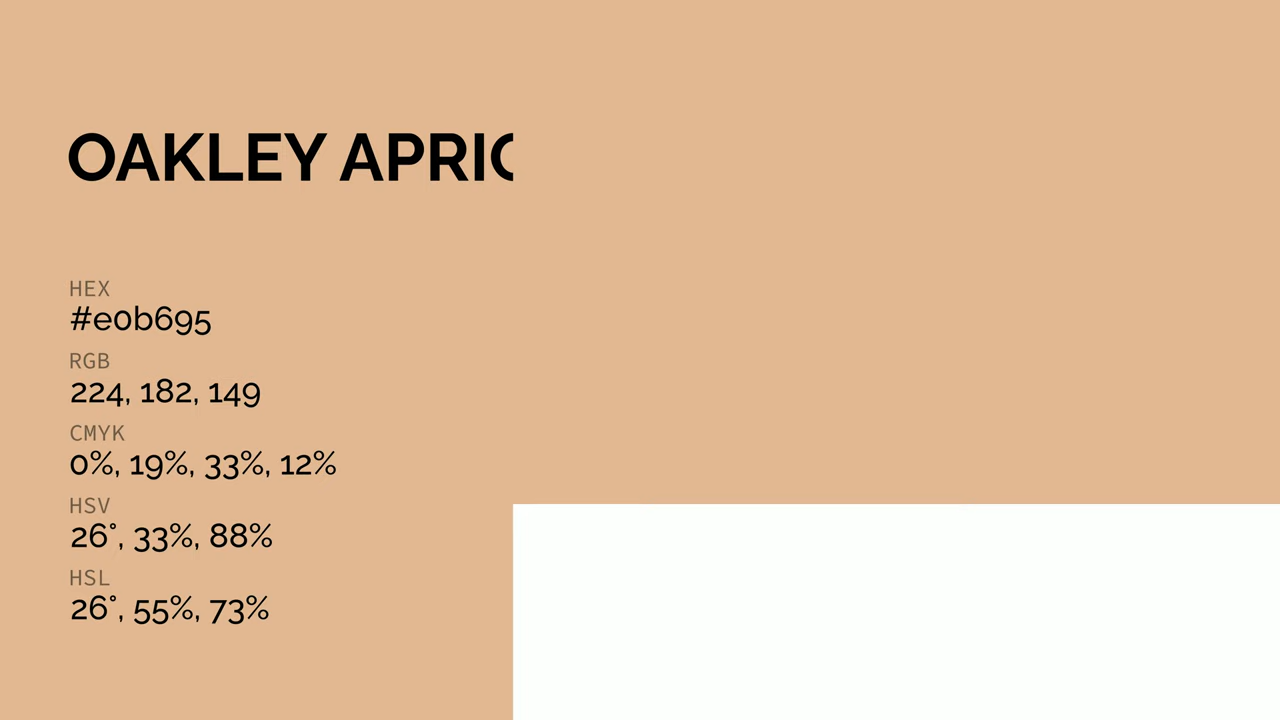 OAKLEY APRIC
HEX
#e0b695
RGB
224, 182, 149
CMYK
0%, 19%, 33%, 12%
HSV
26°, 33%, 88%
HSL
26°, 55%, 73%